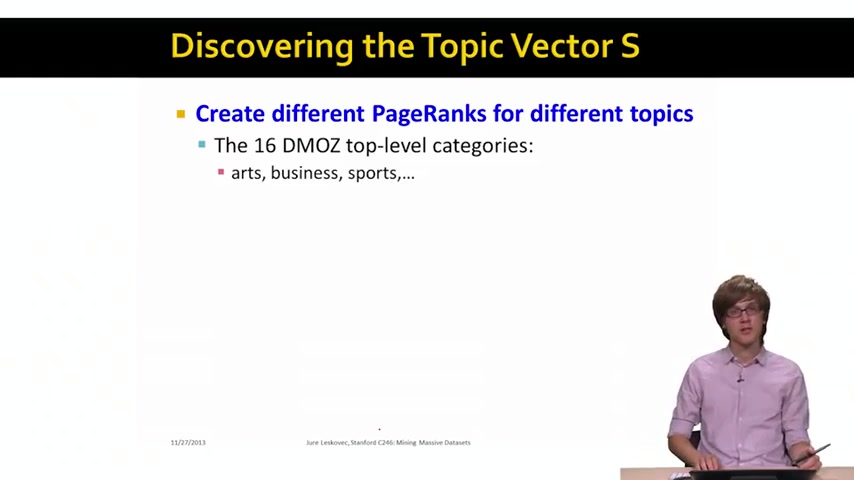 Discovering the Topic Vector S
Create different PageRanks for different topics
The 16 DMOZ top-level categories:
arts, business, sports,...
11/27/2013
Jure Leskovec, Stanford C246: Mining Massive Datasets